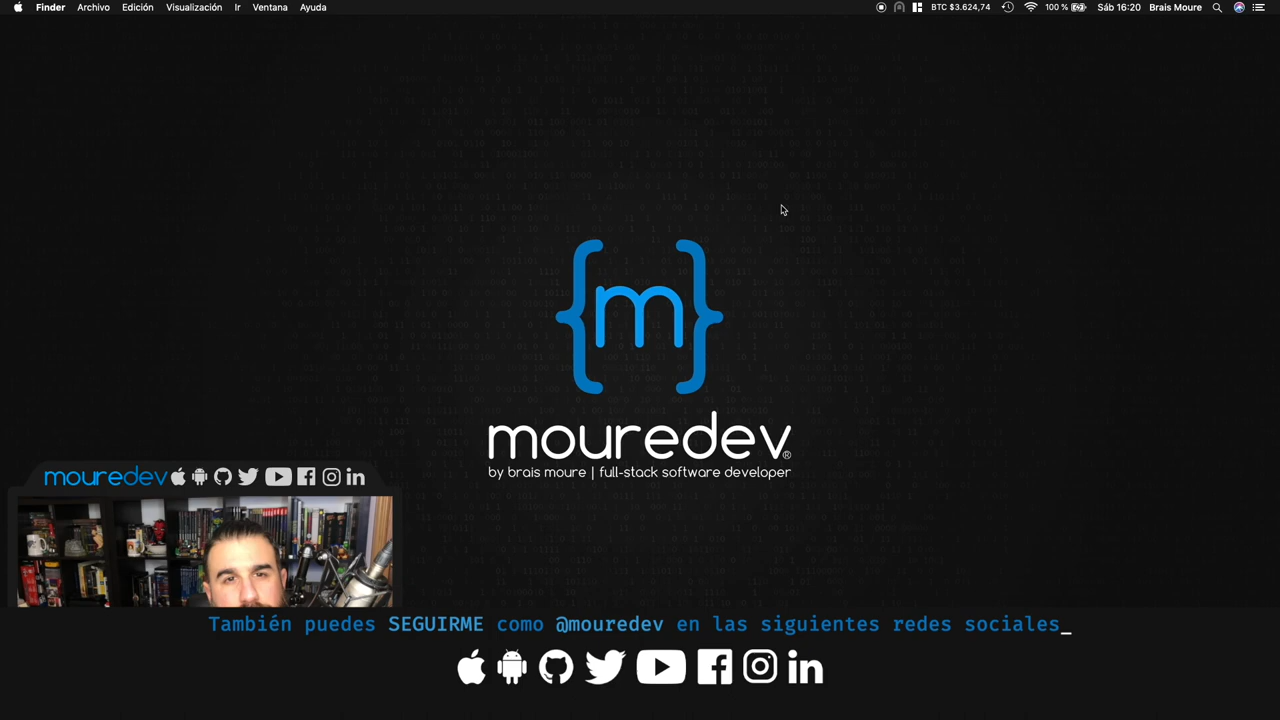 Finder Archivo Edición Visualización Ir Ventana Ayuda BTC $3.624,74 100 % Sáb 16:20 Brais Moure
{m}
mouredev®
by brais moure | full-stack software developer
mouredev
También puedes SEGUIRME como @mouredev en las siguientes redes sociales_